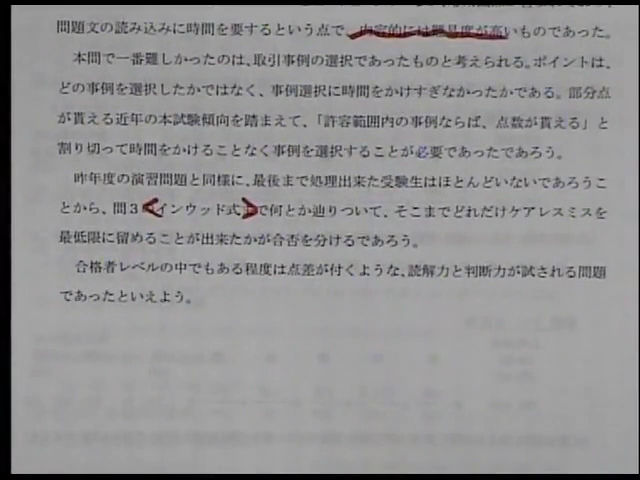 問題文の読み込みに時間を要するという点で、内容的には難易度が高いものであった。
本問で一番難しかったのは、取引事例の選択であったものと考えられる。ポイントは、
どの事例を選択したかではなく、事例選択に時間をかけすぎなかったかである。部分点
が貰える近年の本試験傾向を踏まえて、「許容範囲内の事例ならば、点数が貰える」と
割り切って時間をかけることなく事例を選択することが必要であったであろう。
昨年度の演習問題と同様に、最後まで処理出来た受験生はほとんどいないであろうこ
とから、問3 インウッド式まで何とか辿りついて、そこまでどれだけケアレスミスを
最低限に留めることが出来たかが合否を分けるであろう。
合格者レベルの中でもある程度は点差が付くような、読解力と判断力が試される問題
であったといえよう。